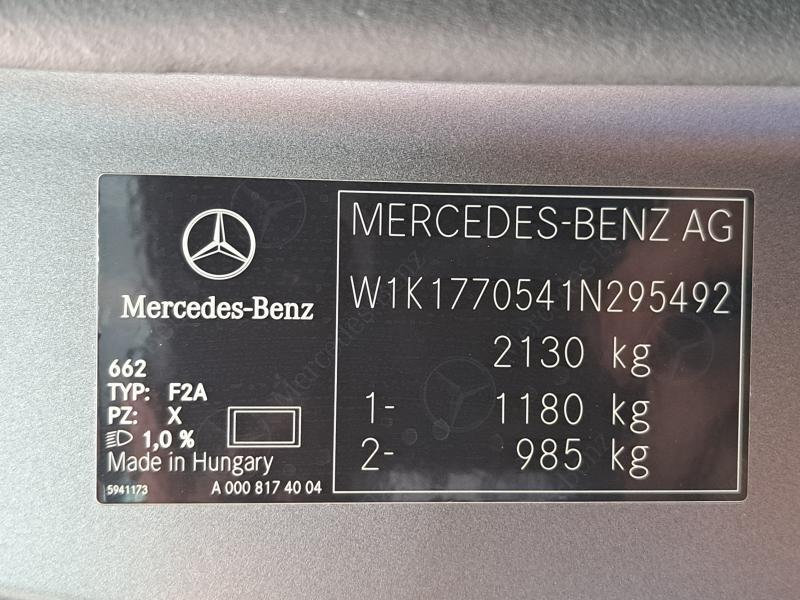 Mercedes-Benz
662
TYP: F2A
PZ: X
1,0 %
Made in Hungary
5941173 A 000 817 40 04
MERCEDES-BENZ AG
W1K1770541N295492
2130 kg
1- 1180 kg
2- 985 kg